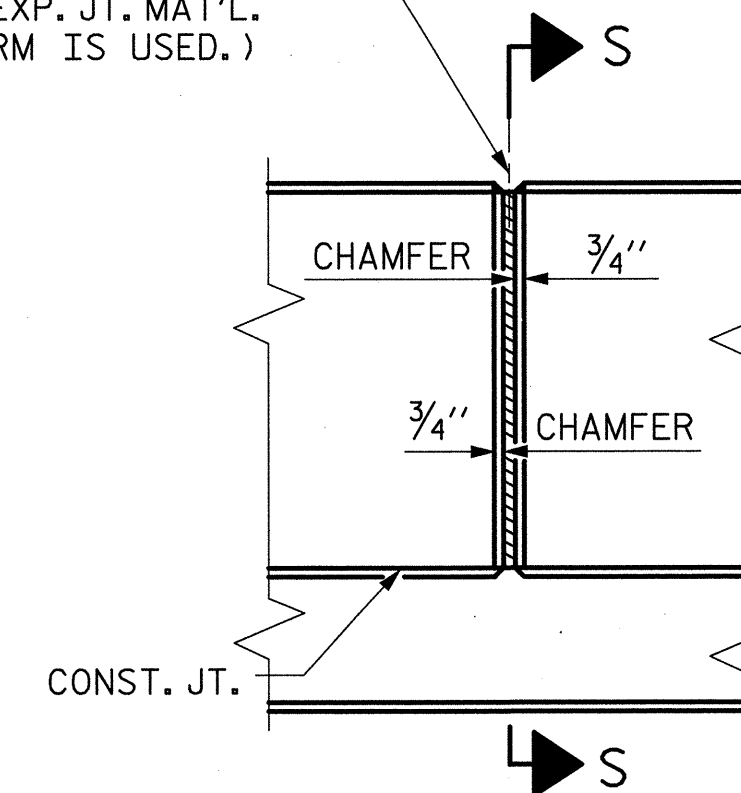 EXP. JT. MAT'L.
RM IS USED.)
S
CHAMFER 3/4"
3/4" CHAMFER
CONST. JT.
S